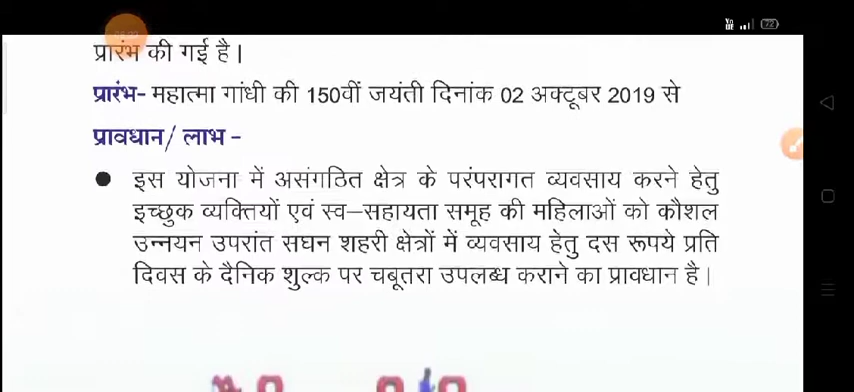 प्रारंभ की गई है।
प्रारंभ- महात्मा गांधी की 150वीं जयंती दिनांक 02 अक्टूबर 2019 से
प्रावधान/ लाभ -
● इस योजना में असंगठित क्षेत्र के परंपरागत व्यवसाय करने हेतु
इच्छुक व्यक्तियों एवं स्व–सहायता समूह की महिलाओं को कौशल
उन्नयन उपरांत सघन शहरी क्षेत्रों में व्यवसाय हेतु दस रूपये प्रति
दिवस के दैनिक शुल्क पर चबूतरा उपलब्ध कराने का प्रावधान है।